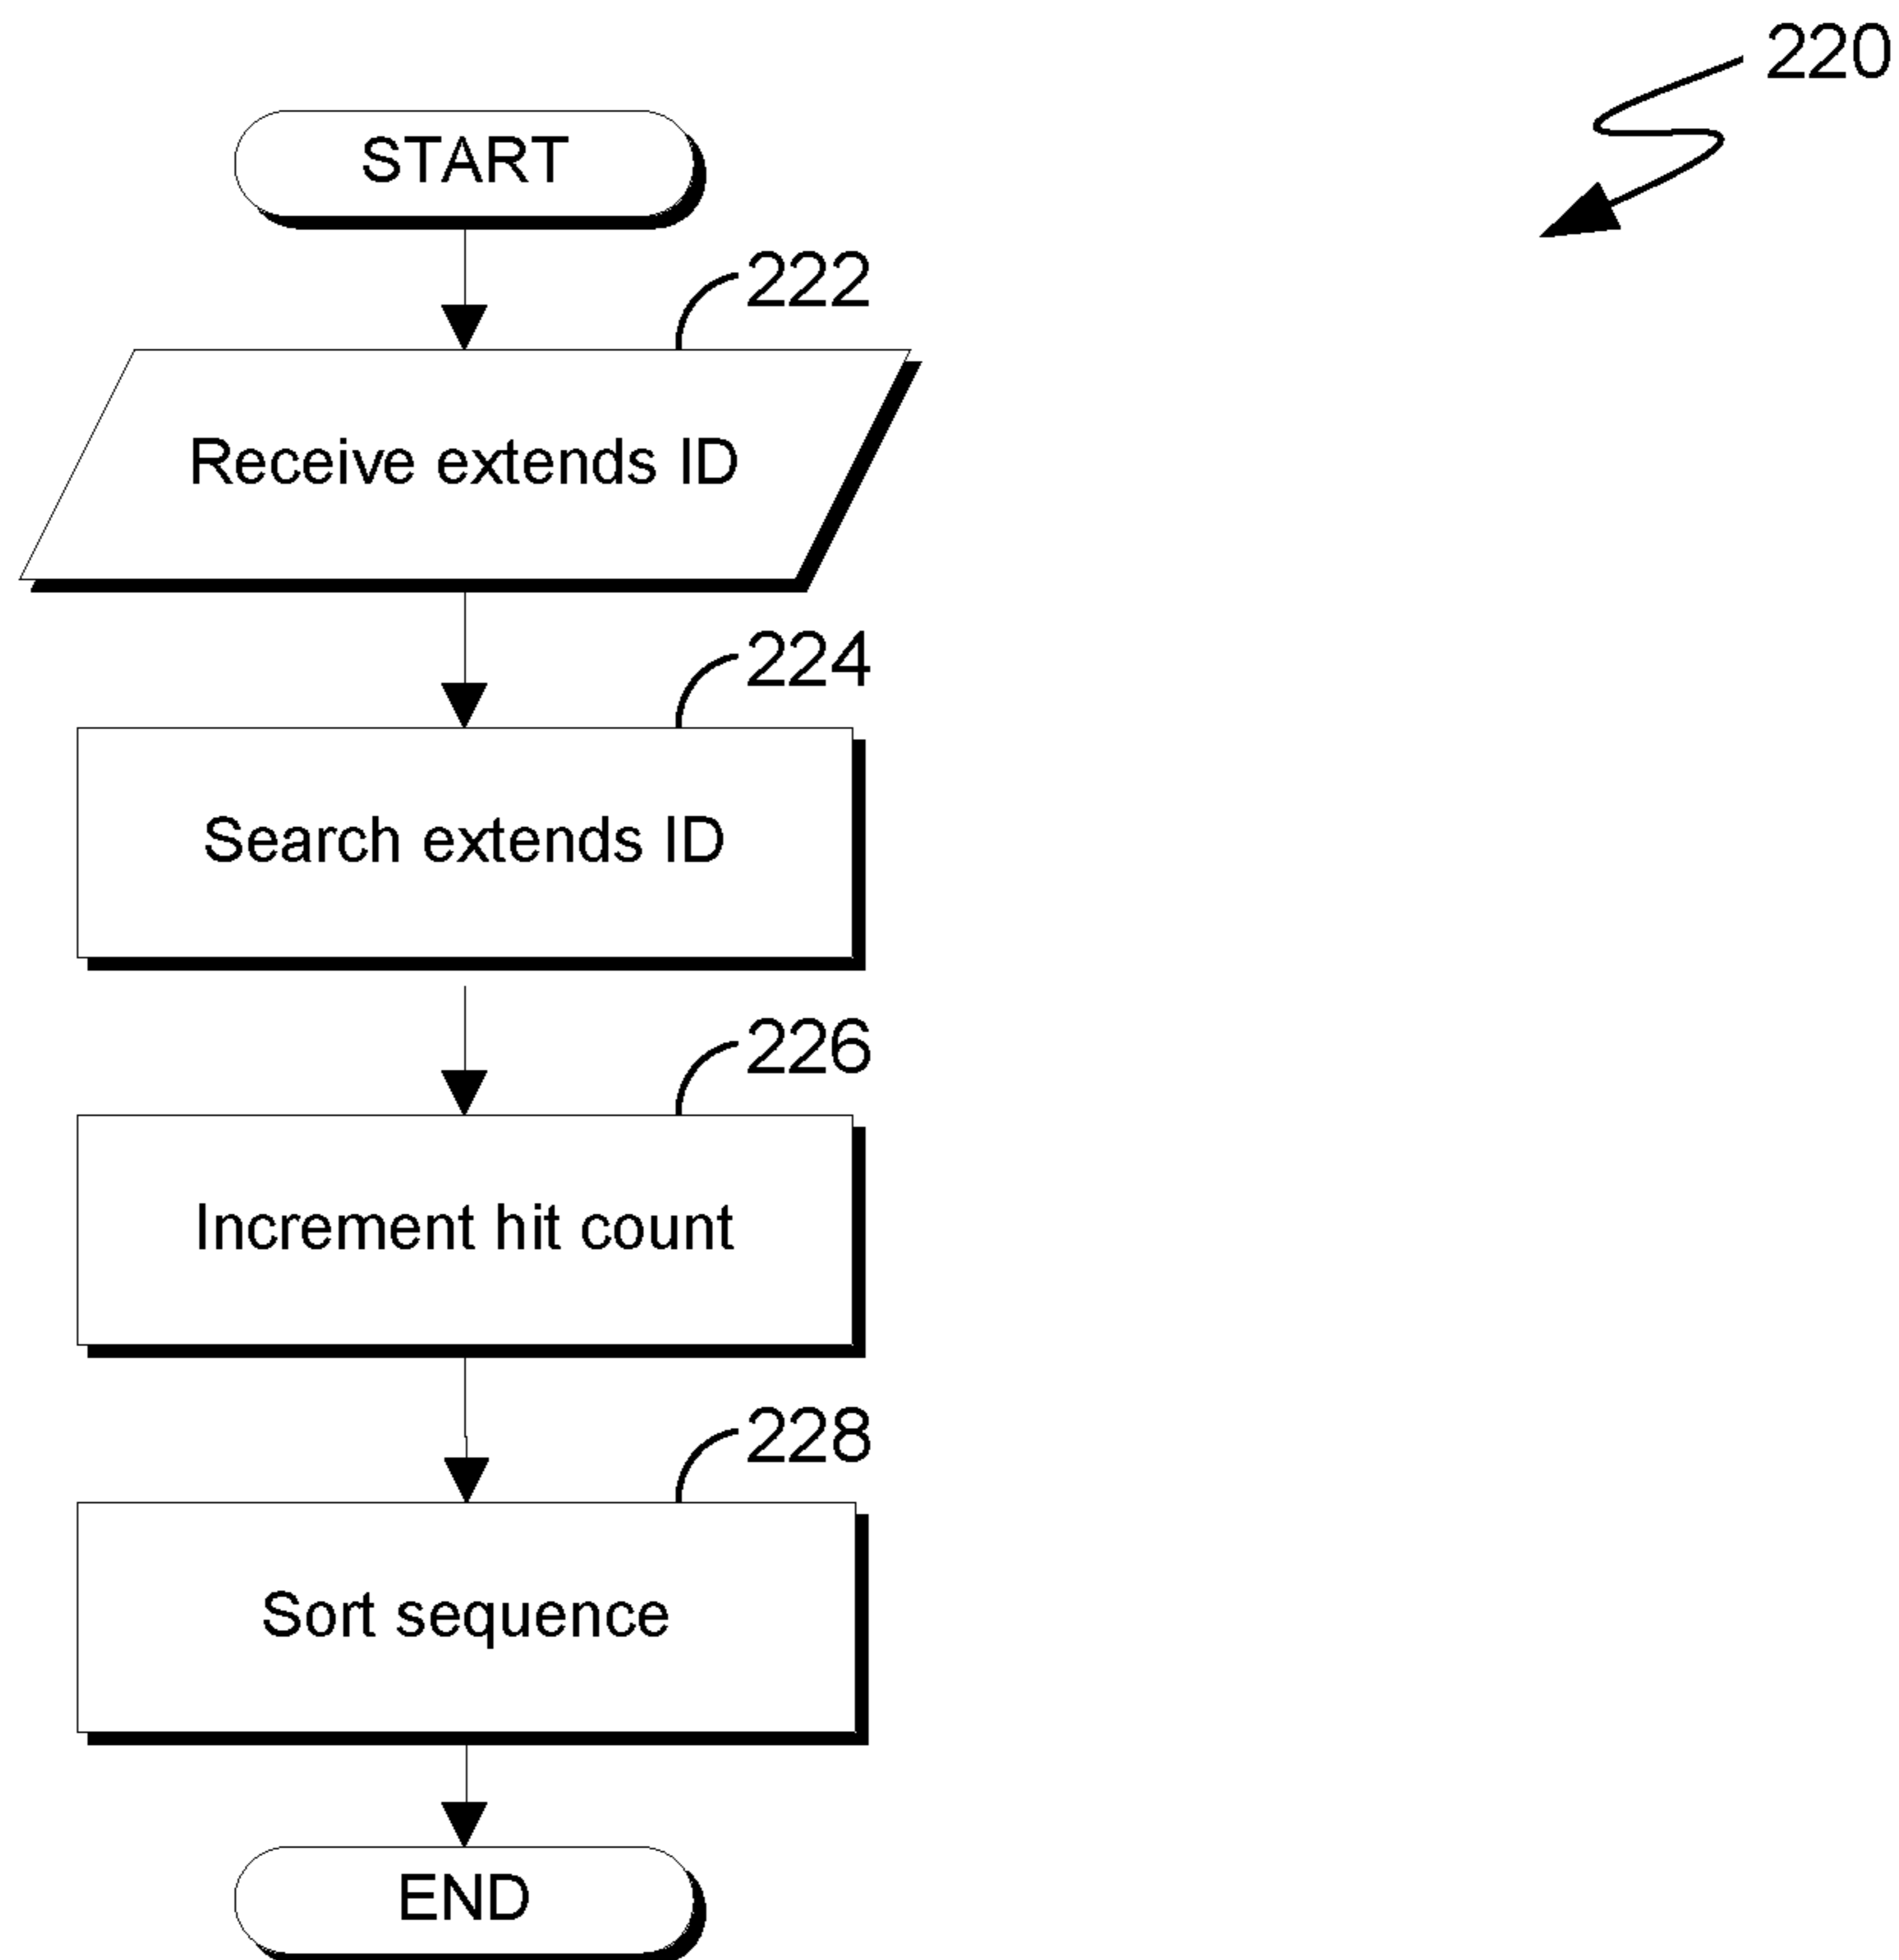 220
START
222
Receive extends ID
224
Search extends ID
226
Increment hit count
228
Sort sequence
END